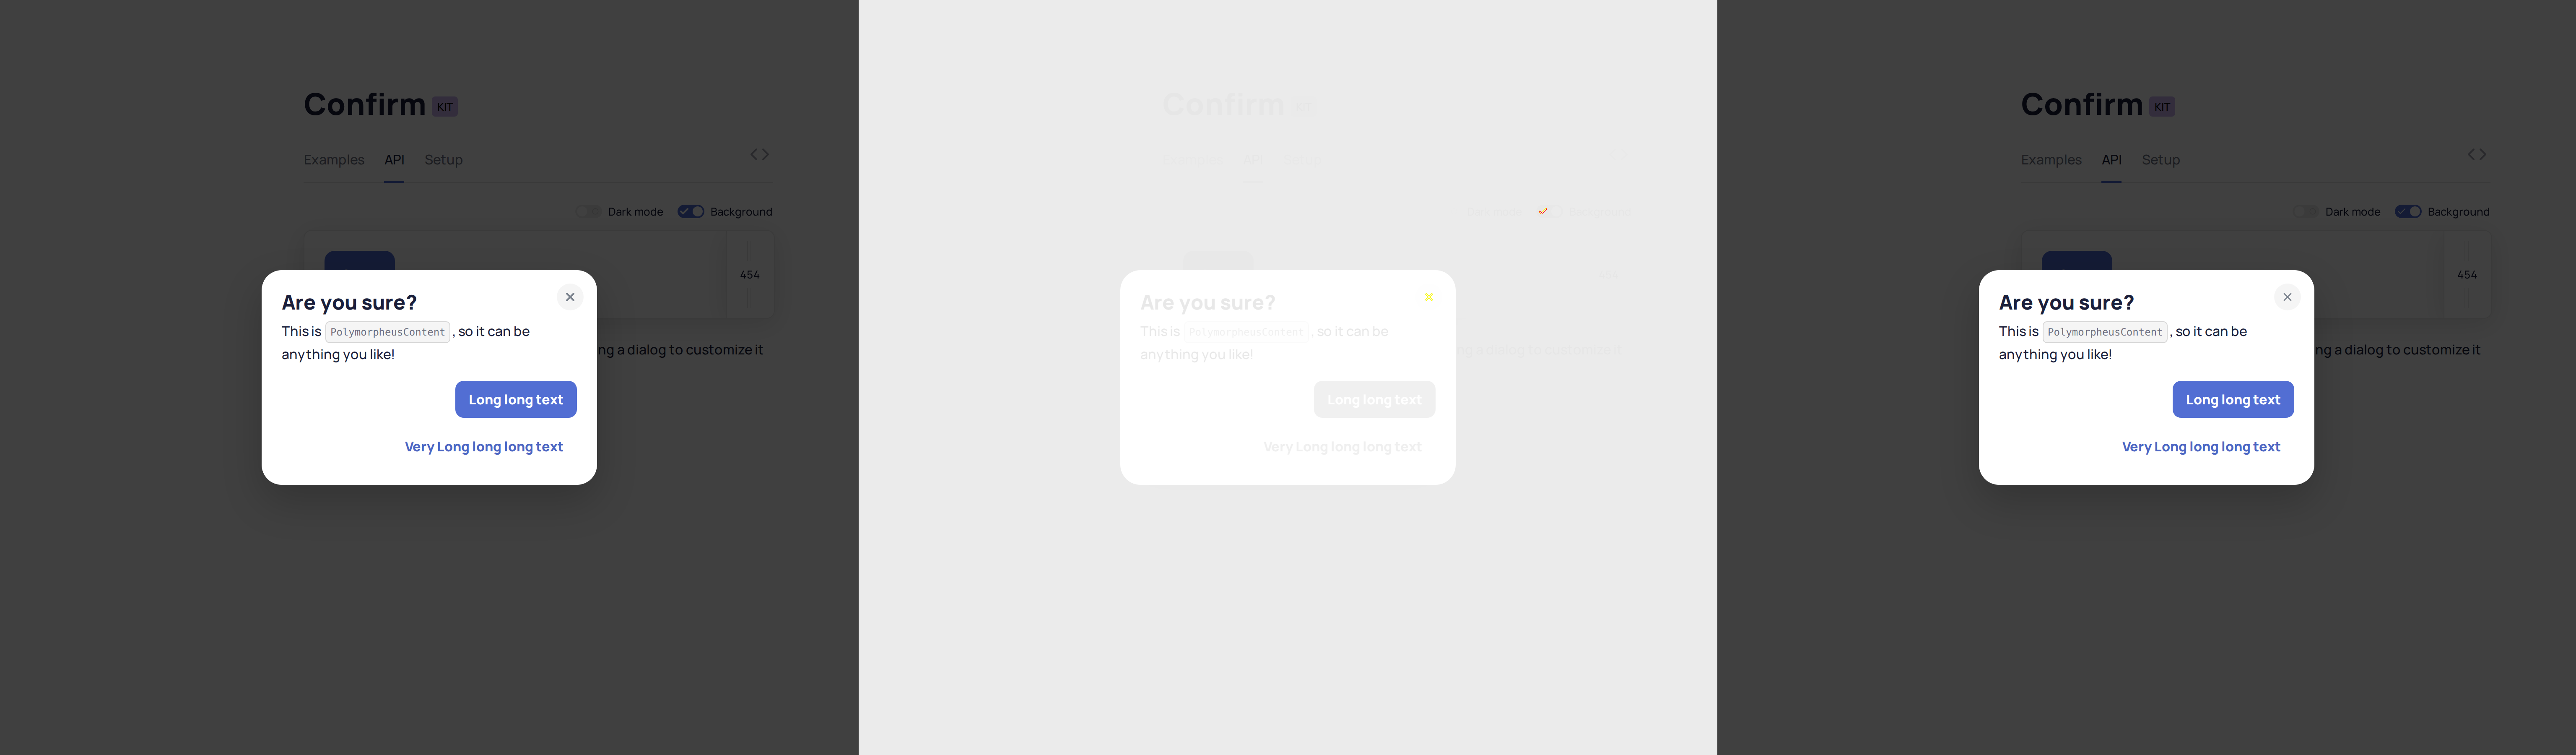 Confirm KIT
Examples API Setup
Dark mode Background
454
Are you sure?
This is PolymorpheusContent, so it can be
anything you like!
ng a dialog to customize it
Long long text
Very Long long long text
Confirm KIT
Examples API Setup
Dark mode Background
454
Are you sure?
This is PolymorpheusContent, so it can be
anything you like!
ng a dialog to customize it
Long long text
Very Long long long text
Confirm KIT
Examples API Setup
Dark mode Background
454
Are you sure?
This is PolymorpheusContent, so it can be
anything you like!
ng a dialog to customize it
Long long text
Very Long long long text